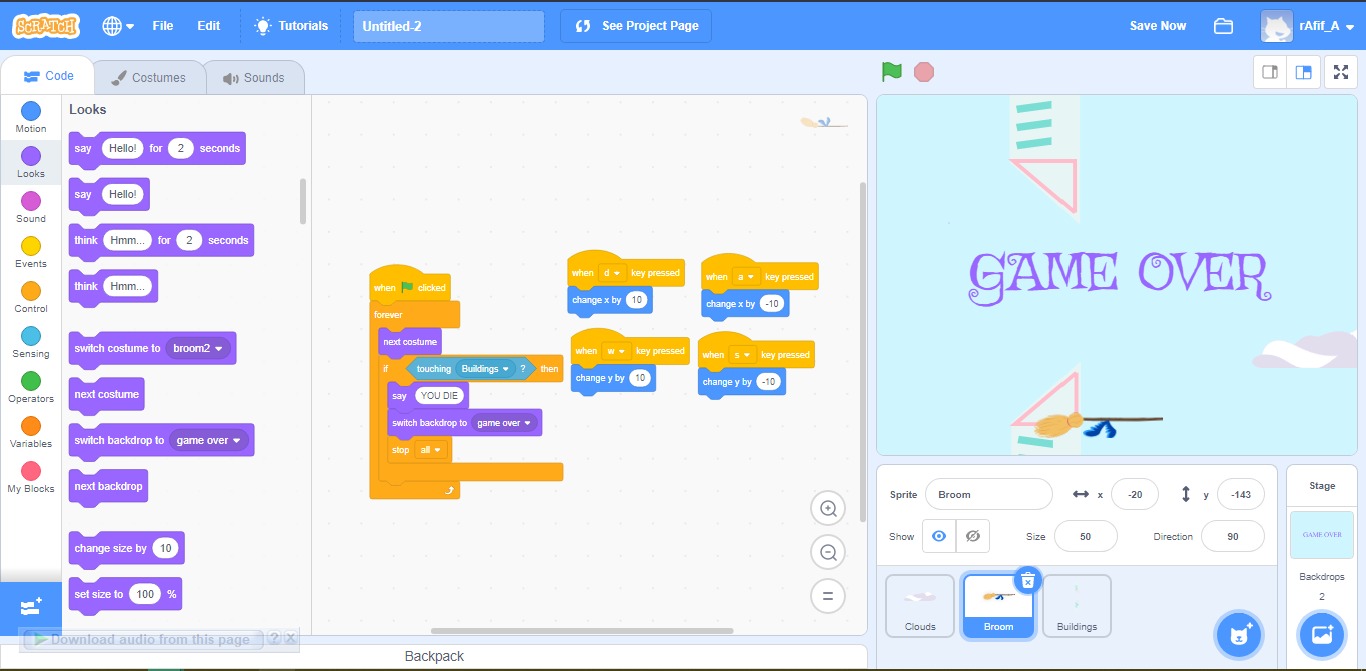 SCRATCH
File
Edit
Tutorials
Untitled-2
See Project Page
Save Now
rAfif_A
Code
Costumes
Sounds
Motion
Looks
Sound
Events
Control
Sensing
Operators
Variables
My Blocks
Looks
say Hello! for 2 seconds
say Hello!
think Hmm... for 2 seconds
think Hmm...
switch costume to broom2
next costume
switch backdrop to game over
next backdrop
change size by 10
set size to 100 %
when clicked
forever
next costume
if touching Buildings ? then
say YOU DIE
switch backdrop to game over
stop all
when d key pressed
change x by 10
when a key pressed
change x by -10
when w key pressed
change y by 10
when s key pressed
change y by -10
GAME OVER
Sprite Broom x -20 y -143
Show Size 50 Direction 90
Clouds
Broom
Buildings
Stage
GAME OVER
Backdrops
2
Download audio from this page ? X
Backpack